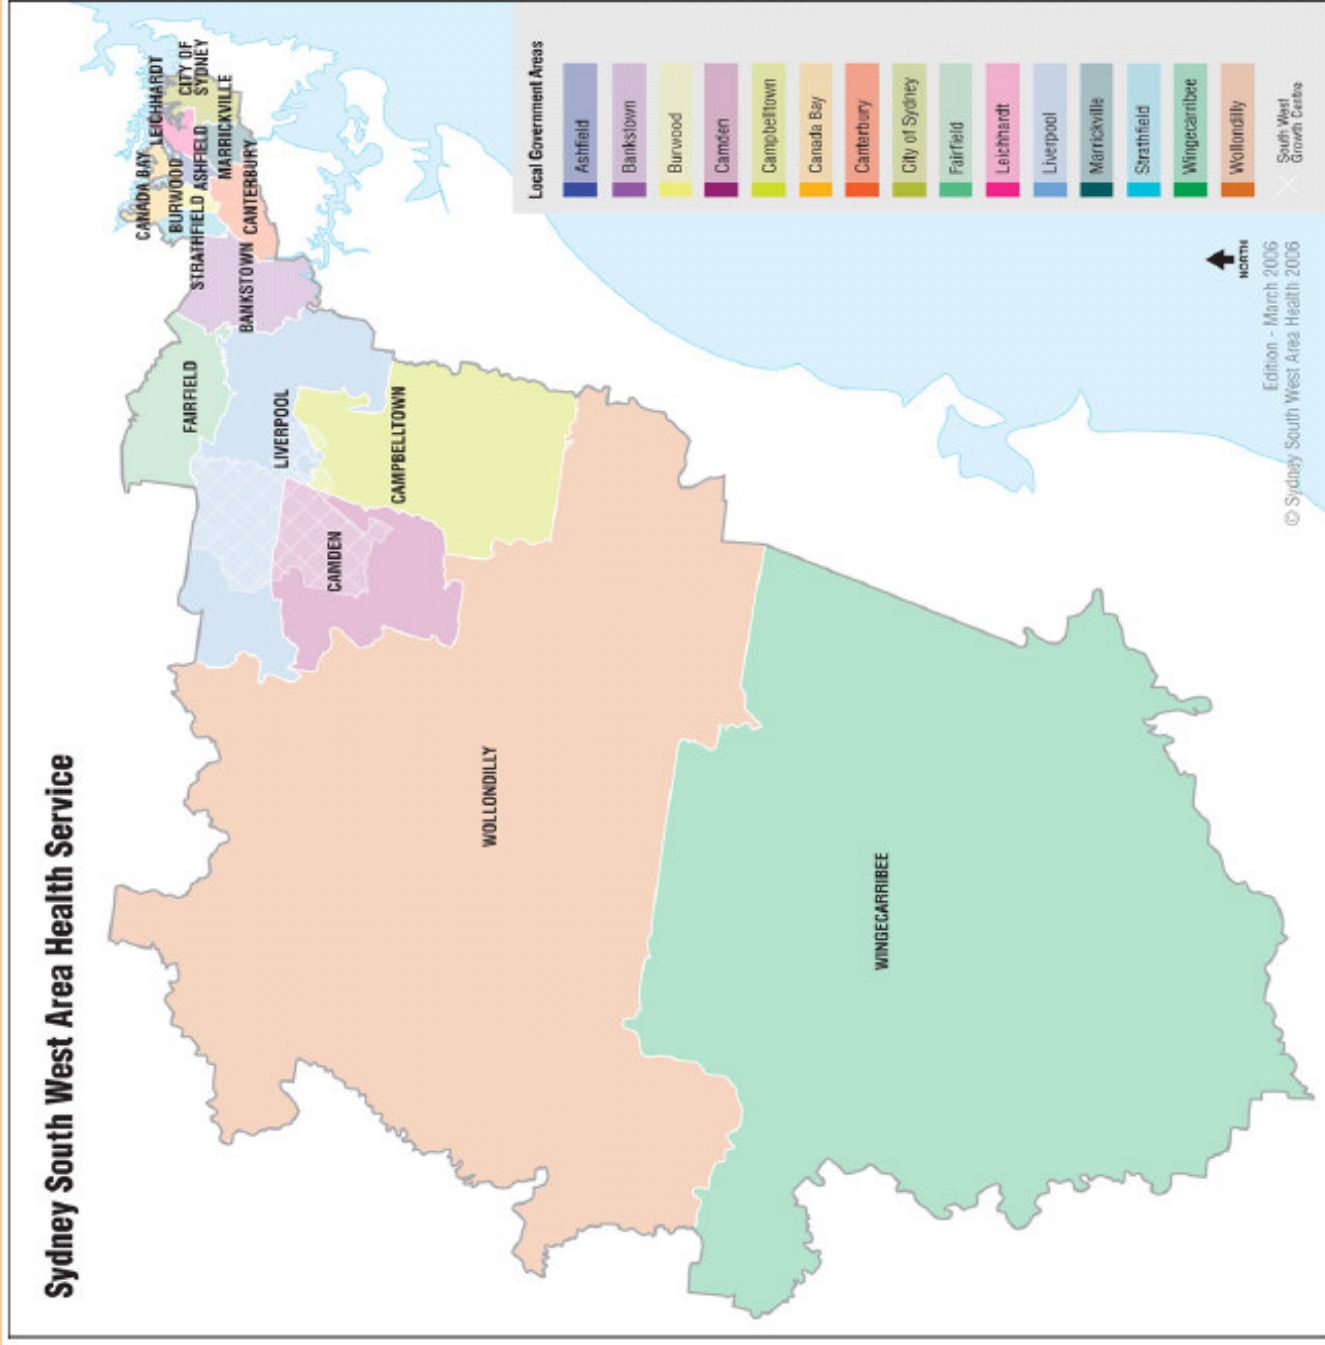 Sydney South West Area Health Service
CANADA BAY
LEICHHARDT
CITY OF
SYDNEY
BURWOOD
STRATHFIELD
ASHFIELD
MARRICKVILLE
CANTERBURY
BANKSTOWN
FAIRFIELD
LIVERPOOL
CAMPBELLTOWN
CAMDEN
WOLLONDILLY
WINGECARRIBEE
Local Government Areas
Ashfield
Bankstown
Burwood
Camden
Campbelltown
Canada Bay
Canterbury
City of Sydney
Fairfield
Leichhardt
Liverpool
Marrickville
Strathfield
Wingecarribee
Wollondilly
South West
Growth Centre
NORTH
Edition - March 2006
© Sydney South West Area Health 2006